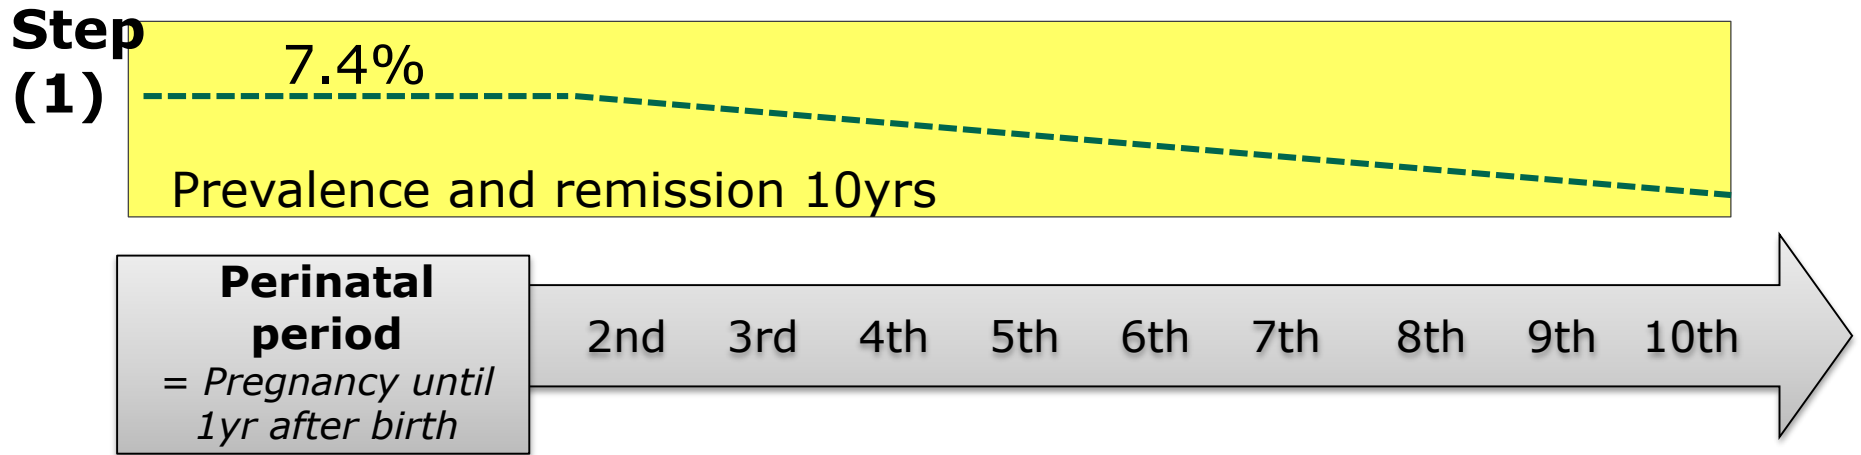 Step
(1)
7.4%
Prevalence and remission 10yrs
Perinatal
period
= Pregnancy until
1yr after birth
2nd 3rd 4th 5th 6th 7th 8th 9th 10th